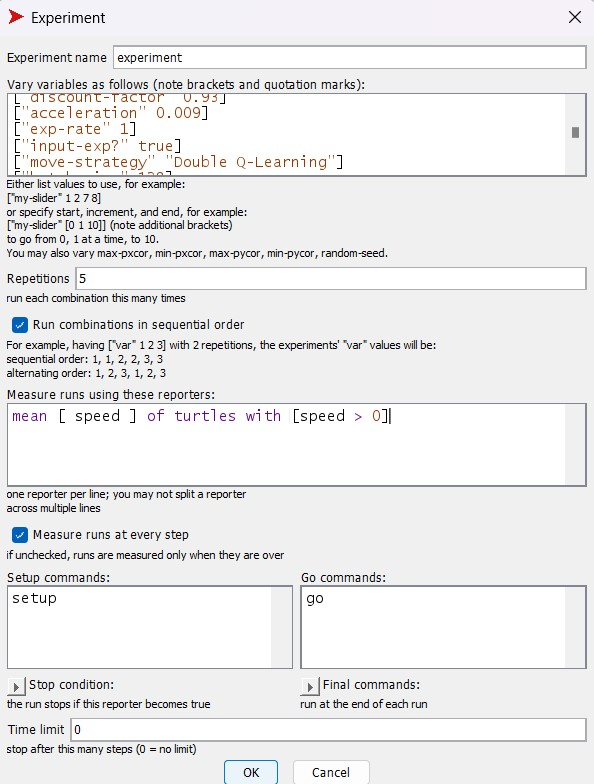 Experiment
Experiment name experiment
Vary variables as follows (note brackets and quotation marks):
["discount-factor" 0.93]
["acceleration" 0.009]
["exp-rate" 1]
["input-exp?" true]
["move-strategy" "Double Q-Learning"]
Either list values to use, for example:
["my-slider" 1 2 7 8]
or specify start, increment, and end, for example:
["my-slider" [0 1 10]] (note additional brackets)
to go from 0, 1 at a time, to 10.
You may also vary max-pxcor, min-pxcor, max-pycor, min-pycor, random-seed.
Repetitions 5
run each combination this many times
Run combinations in sequential order
For example, having ["var" 1 2 3] with 2 repetitions, the experiments' "var" values will be:
sequential order: 1, 1, 2, 2, 3, 3
alternating order: 1, 2, 3, 1, 2, 3
Measure runs using these reporters:
mean [ speed ] of turtles with [speed > 0]
one reporter per line; you may not split a reporter
across multiple lines
Measure runs at every step
if unchecked, runs are measured only when they are over
Setup commands: Go commands:
setup go
Stop condition: Final commands:
the run stops if this reporter becomes true run at the end of each run
Time limit 0
stop after this many steps (0 = no limit)
OK Cancel